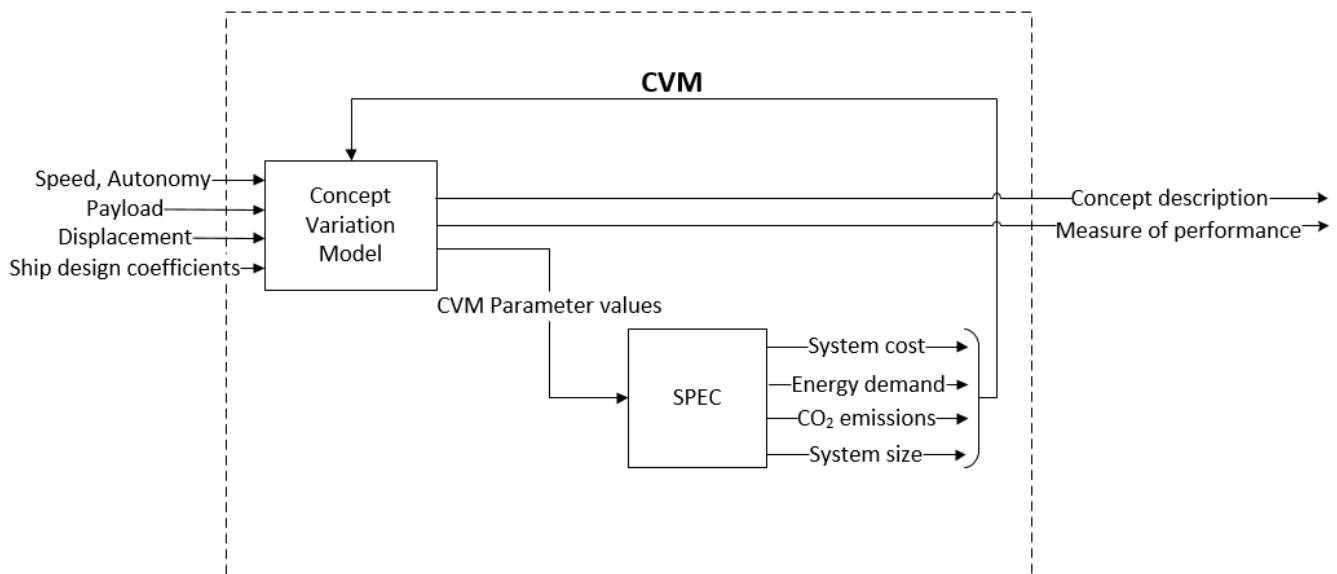 CVM
Speed, Autonomy
Payload
Displacement
Ship design coefficients
Concept
Variation
Model
Concept description
Measure of performance
CVM Parameter values
SPEC
System cost
Energy demand
CO₂ emissions
System size